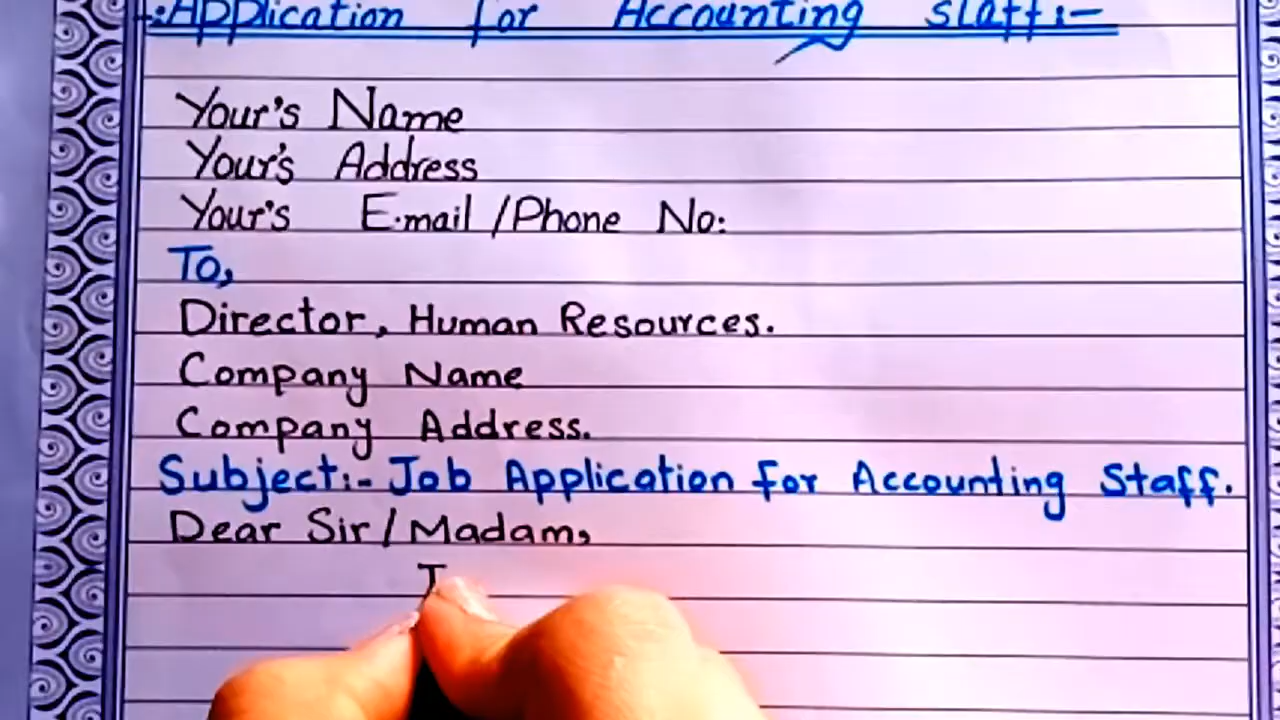 -:Application for Accounting Staff:-
Your's Name
Your's Address
Your's E.mail /Phone No:
To,
Director, Human Resources.
Company Name
Company Address.
Subject:- Job Application for Accounting Staff.
Dear Sir/Madam,
I